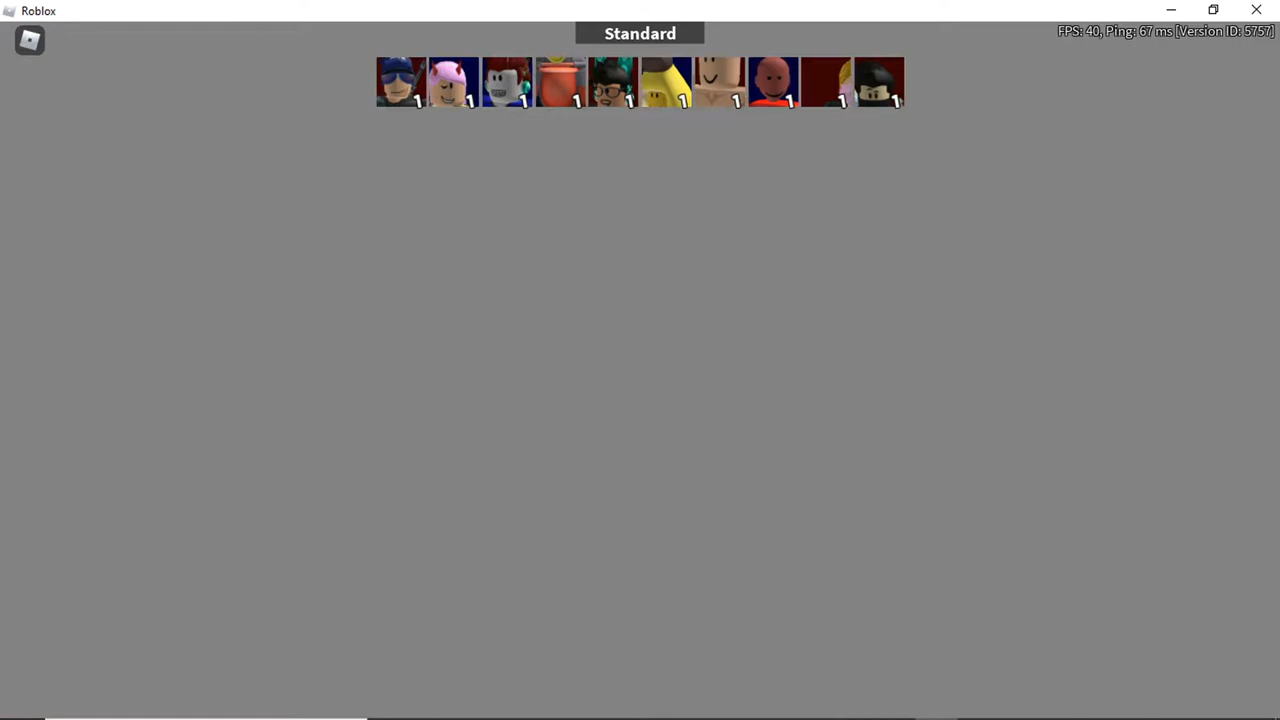 Roblox
Standard
FPS: 40, Ping: 67 ms [Version ID: 5757]
1 1 1 1 1 1 1 1 1 1